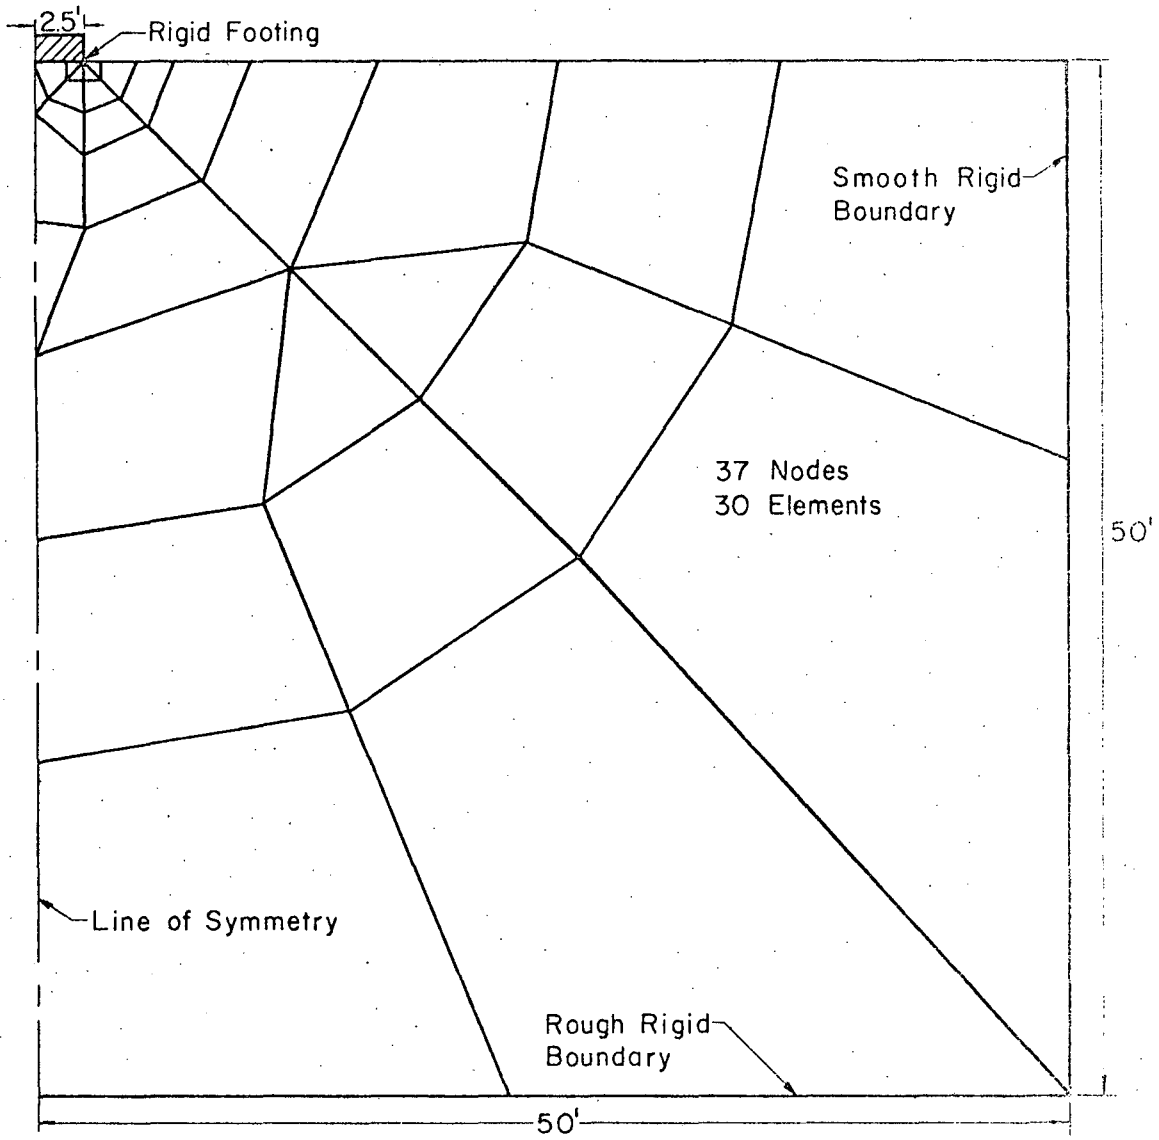 2.5'
Rigid Footing
Smooth Rigid
Boundary
37 Nodes
30 Elements
50'
Line of Symmetry
Rough Rigid
Boundary
50'